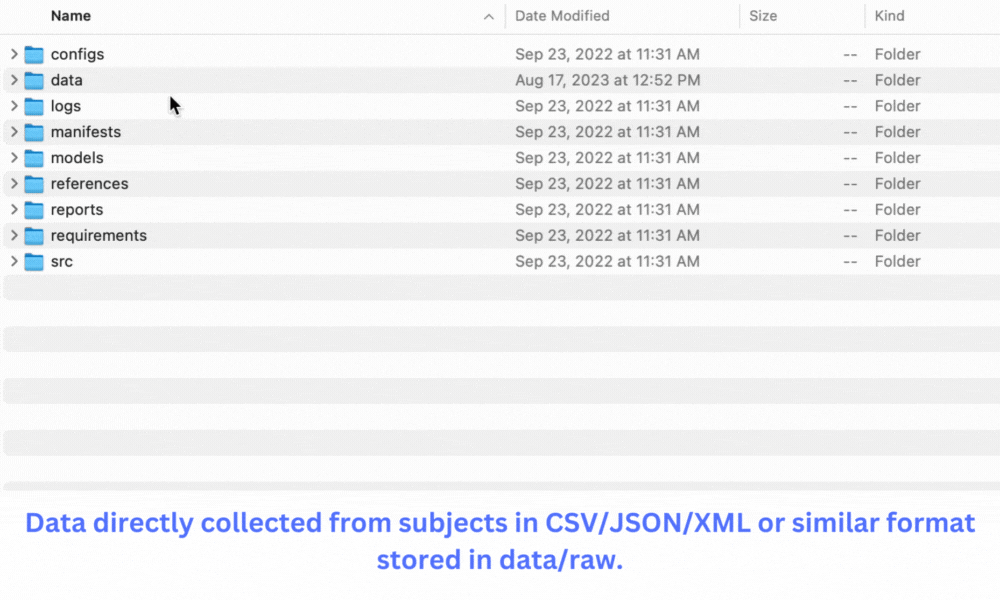 Name Date Modified Size Kind
configs Sep 23, 2022 at 11:31 AM -- Folder
data Aug 17, 2023 at 12:52 PM -- Folder
logs Sep 23, 2022 at 11:31 AM -- Folder
manifests Sep 23, 2022 at 11:31 AM -- Folder
models Sep 23, 2022 at 11:31 AM -- Folder
references Sep 23, 2022 at 11:31 AM -- Folder
reports Sep 23, 2022 at 11:31 AM -- Folder
requirements Sep 23, 2022 at 11:31 AM -- Folder
src Sep 23, 2022 at 11:31 AM -- Folder
Data directly collected from subjects in CSV/JSON/XML or similar format
stored in data/raw.